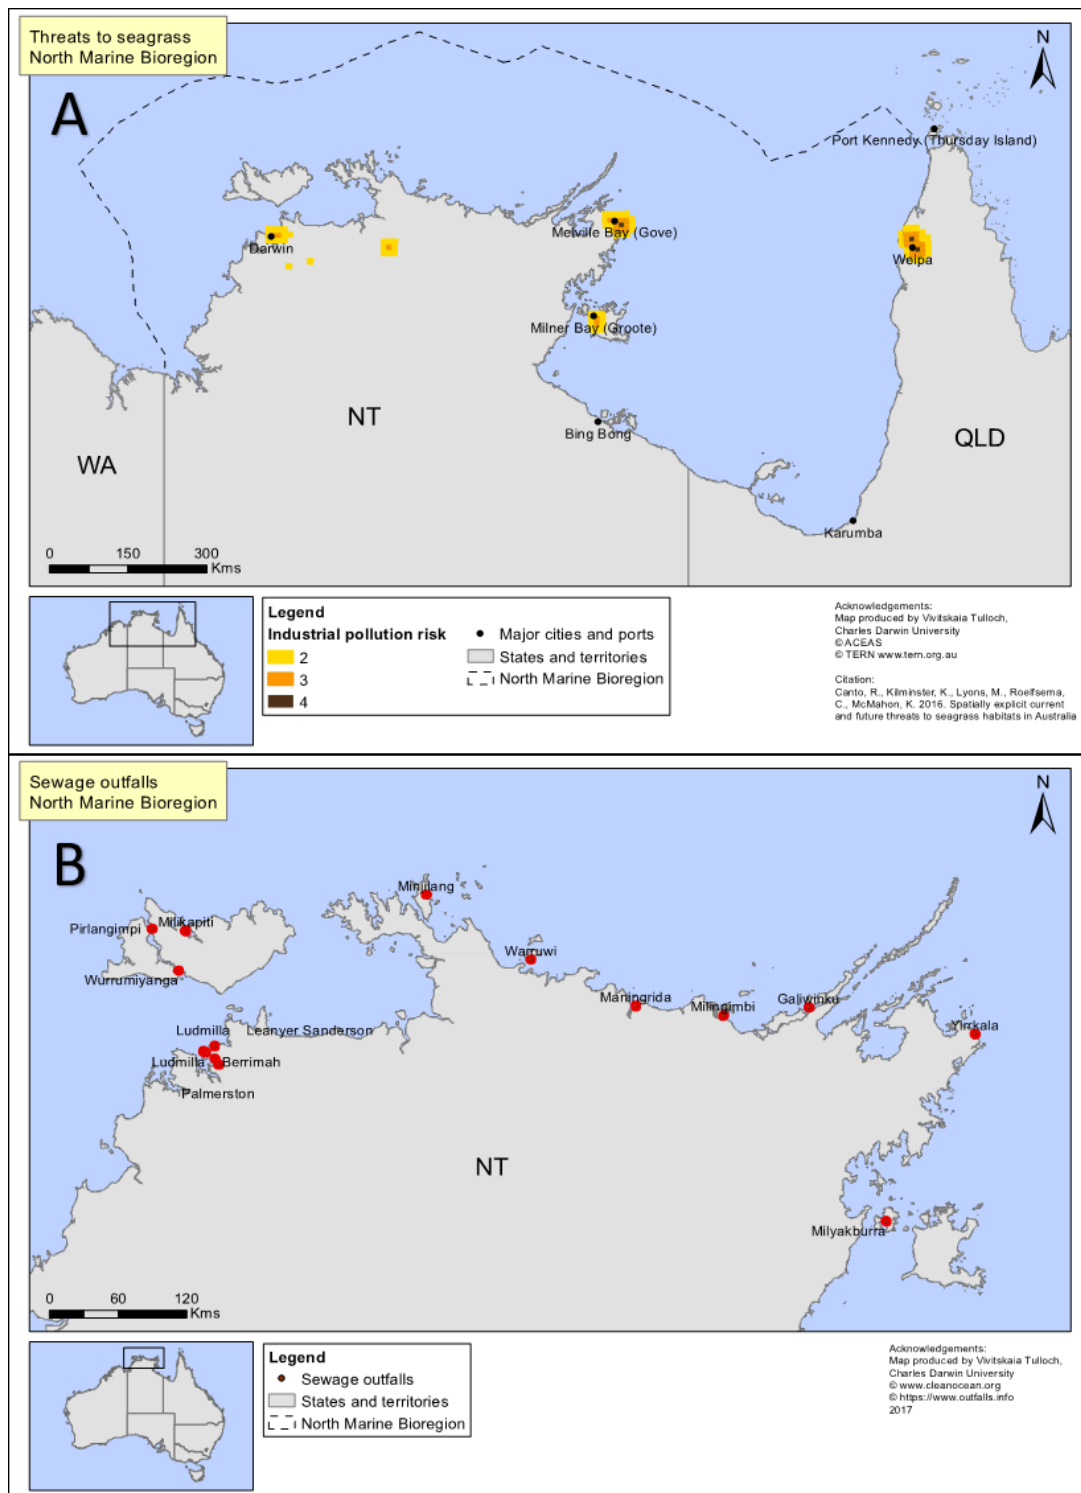 Threats to seagrass
North Marine Bioregion
A
N
Port Kennedy (Thursday Island)
Darwin
Melville Bay (Gove)
Weipa
Milner Bay (Groote)
NT
Bing Bong
QLD
WA
Karumba
0 150 300
Kms
Legend
Industrial pollution risk
2
3
4
Major cities and ports
States and territories
North Marine Bioregion
Acknowledgements:
Map produced by Vivitskaia Tulloch,
Charles Darwin University
© ACEAS
© TERN www.tern.org.au
Citation:
Canto, R., Kilminster, K., Lyons, M., Roelfsema,
C., McMahon, K. 2016. Spatially explicit current
and future threats to seagrass habitats in Australia
Sewage outfalls
North Marine Bioregion
B
N
Minjilang
Pirlangimpi
Milikapiti
Warruwi
Wurrumiyanga
Maningrida
Milingimbi
Galiwinku
Yirrkala
Ludmilla
Leanyer Sanderson
Ludmilla
Berrimah
Palmerston
NT
Milyakburra
0 60 120
Kms
Legend
Sewage outfalls
States and territories
North Marine Bioregion
Acknowledgements:
Map produced by Vivitskaia Tulloch,
Charles Darwin University
© www.cleanocean.org
© https://www.outfalls.info
2017